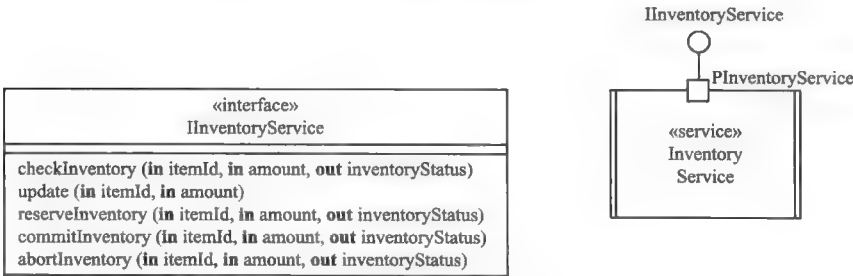 IInventoryService
PInventoryService
«service»
Inventory
Service
«interface»
IInventoryService
checkInventory (in itemId, in amount, out inventoryStatus)
update (in itemId, in amount)
reserveInventory (in itemId, in amount, out inventoryStatus)
commitInventory (in itemId, in amount, out inventoryStatus)
abortInventory (in itemId, in amount, out inventoryStatus)